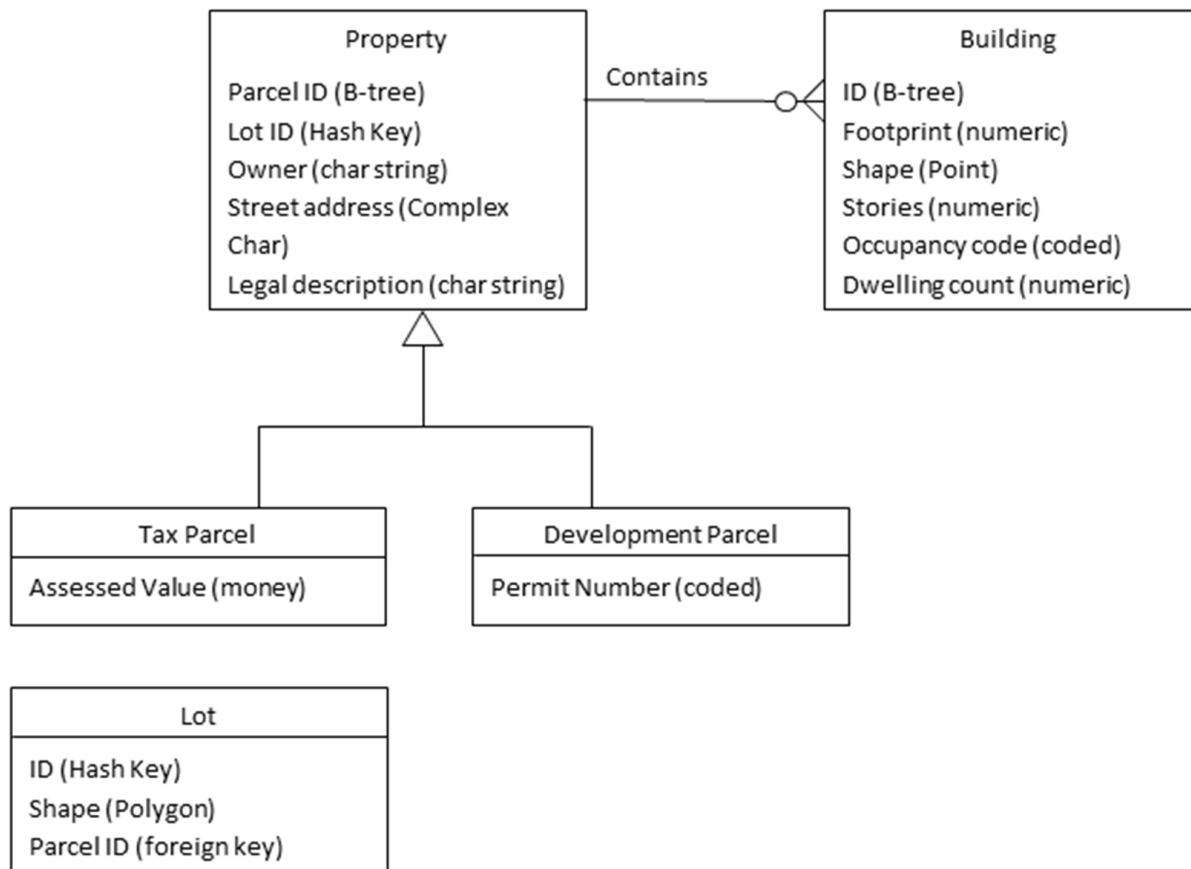 Property
Parcel ID (B-tree)
Lot ID (Hash Key)
Owner (char string)
Street address (Complex
Char)
Legal description (char string)
Contains
Building
ID (B-tree)
Footprint (numeric)
Shape (Point)
Stories (numeric)
Occupancy code (coded)
Dwelling count (numeric)
Tax Parcel
Assessed Value (money)
Development Parcel
Permit Number (coded)
Lot
ID (Hash Key)
Shape (Polygon)
Parcel ID (foreign key)